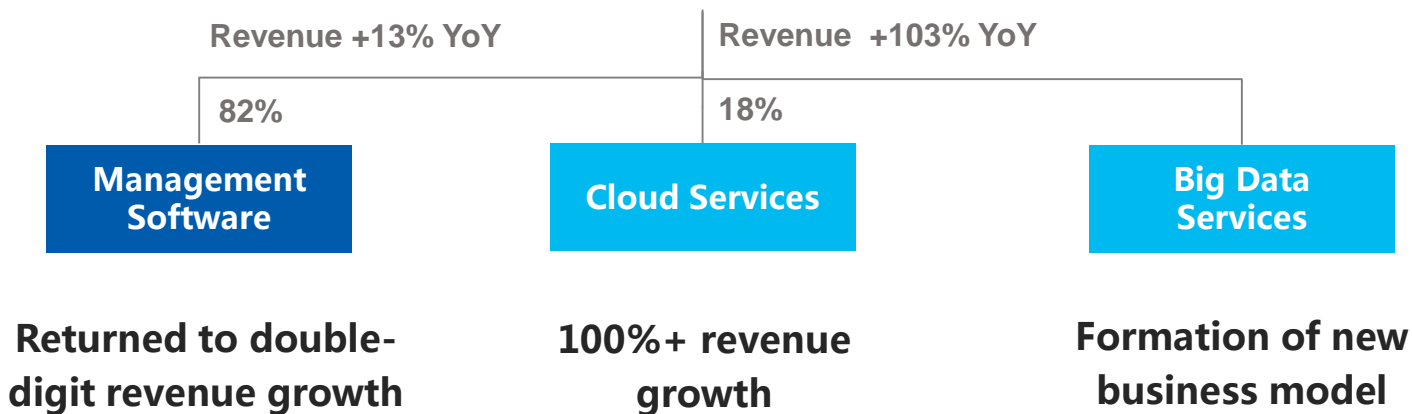 Revenue +13% YoY
Revenue +103% YoY
82%
18%
Management
Software
Cloud Services
Big Data
Services
Returned to double-
digit revenue growth
100%+ revenue
growth
Formation of new
business model